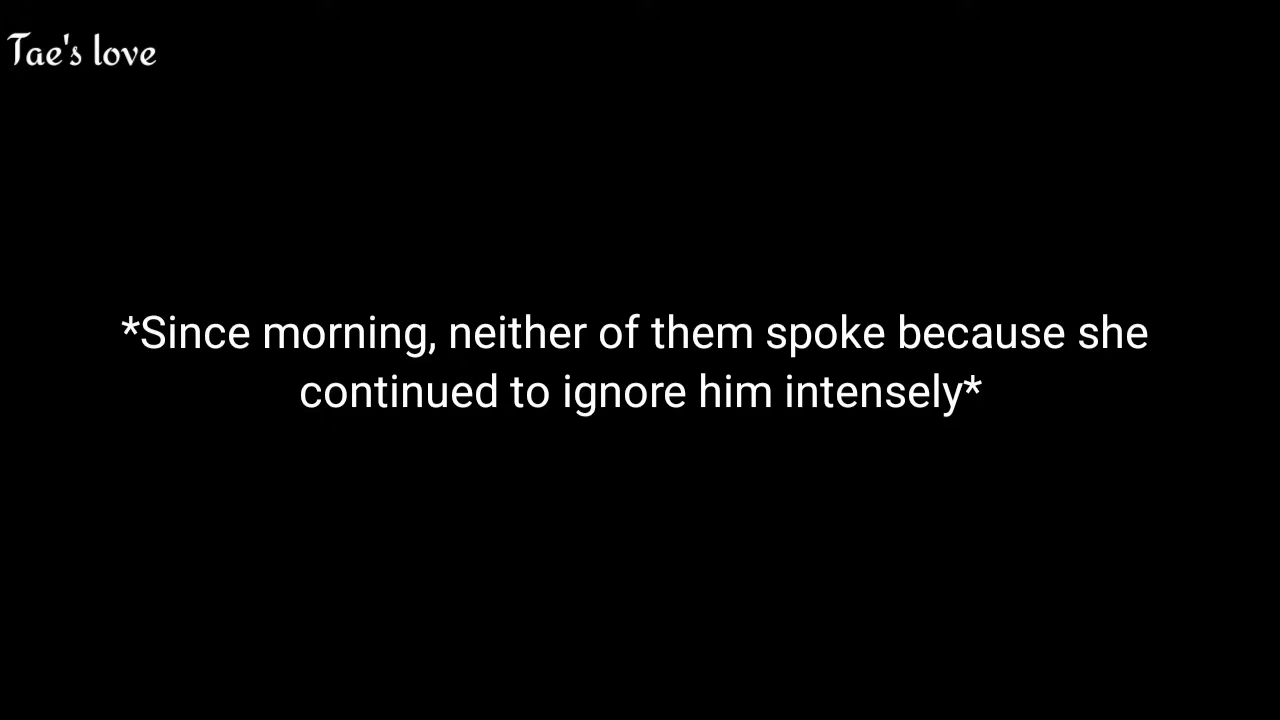 Tae's love
*Since morning, neither of them spoke because she
continued to ignore him intensely*